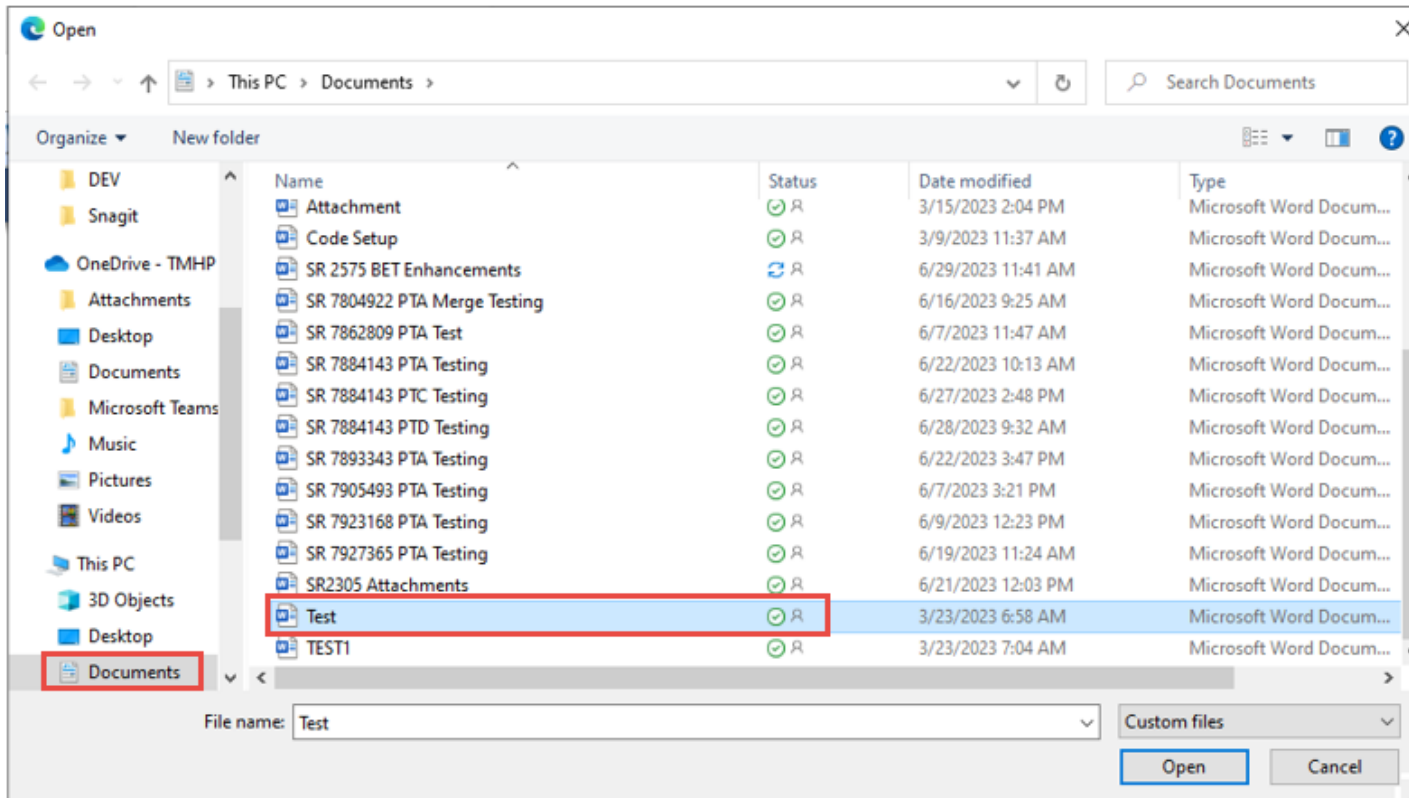 Open
This PC > Documents >
Search Documents
Organize New folder
DEV
Snagit
OneDrive - TMHP
Attachments
Desktop
Documents
Microsoft Teams
Music
Pictures
Videos
This PC
3D Objects
Desktop
Documents
Name Status Date modified Type
Attachment 3/15/2023 2:04 PM Microsoft Word Docum...
Code Setup 3/9/2023 11:37 AM Microsoft Word Docum...
SR 2575 BET Enhancements 6/29/2023 11:41 AM Microsoft Word Docum...
SR 7804922 PTA Merge Testing 6/16/2023 9:25 AM Microsoft Word Docum...
SR 7862809 PTA Test 6/7/2023 11:47 AM Microsoft Word Docum...
SR 7884143 PTA Testing 6/22/2023 10:13 AM Microsoft Word Docum...
SR 7884143 PTC Testing 6/27/2023 2:48 PM Microsoft Word Docum...
SR 7884143 PTD Testing 6/28/2023 9:32 AM Microsoft Word Docum...
SR 7893343 PTA Testing 6/22/2023 3:47 PM Microsoft Word Docum...
SR 7905493 PTA Testing 6/7/2023 3:21 PM Microsoft Word Docum...
SR 7923168 PTA Testing 6/9/2023 12:23 PM Microsoft Word Docum...
SR 7927365 PTA Testing 6/19/2023 11:24 AM Microsoft Word Docum...
SR2305 Attachments 6/21/2023 12:03 PM Microsoft Word Docum...
Test 3/23/2023 6:58 AM Microsoft Word Docum...
TEST1 3/23/2023 7:04 AM Microsoft Word Docum...
File name: Test Custom files
Open Cancel